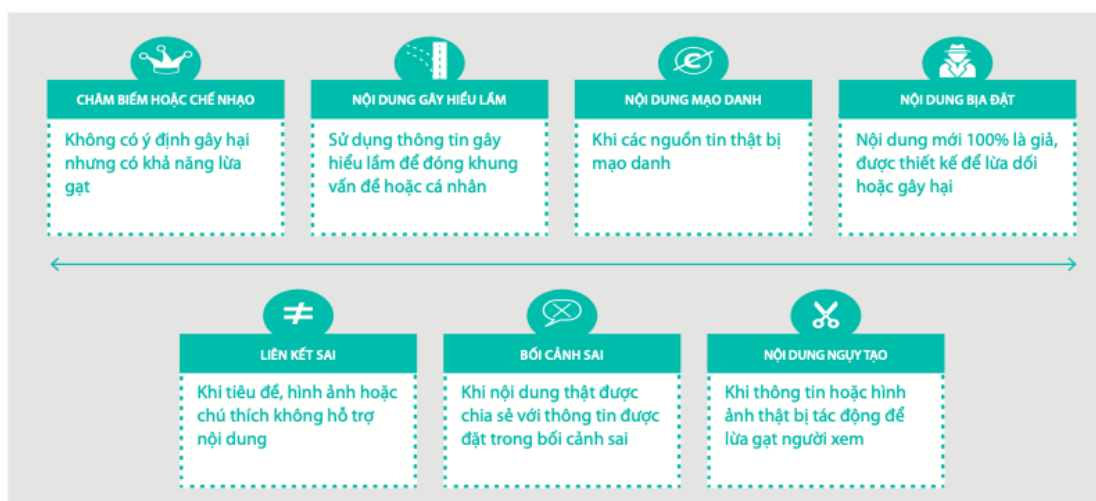 CHÂM BIẾM HOẶC CHẾ NHẠO
Không có ý định gây hại
nhưng có khả năng lừa
gạt
NỘI DUNG GÂY HIỂU LẦM
Sử dụng thông tin gây
hiểu lầm để đóng khung
vấn đề hoặc cá nhân
NỘI DUNG MẠO DANH
Khi các nguồn tin thật bị
mạo danh
NỘI DUNG BỊA ĐẶT
Nội dung mới 100% là giả,
được thiết kế để lừa dối
hoặc gây hại
LIÊN KẾT SAI
Khi tiêu đề, hình ảnh hoặc
chú thích không hỗ trợ
nội dung
BỐI CẢNH SAI
Khi nội dung thật được
chia sẻ với thông tin được
đặt trong bối cảnh sai
NỘI DUNG NGỤY TẠO
Khi thông tin hoặc hình
ảnh thật bị tác động để
lừa gạt người xem